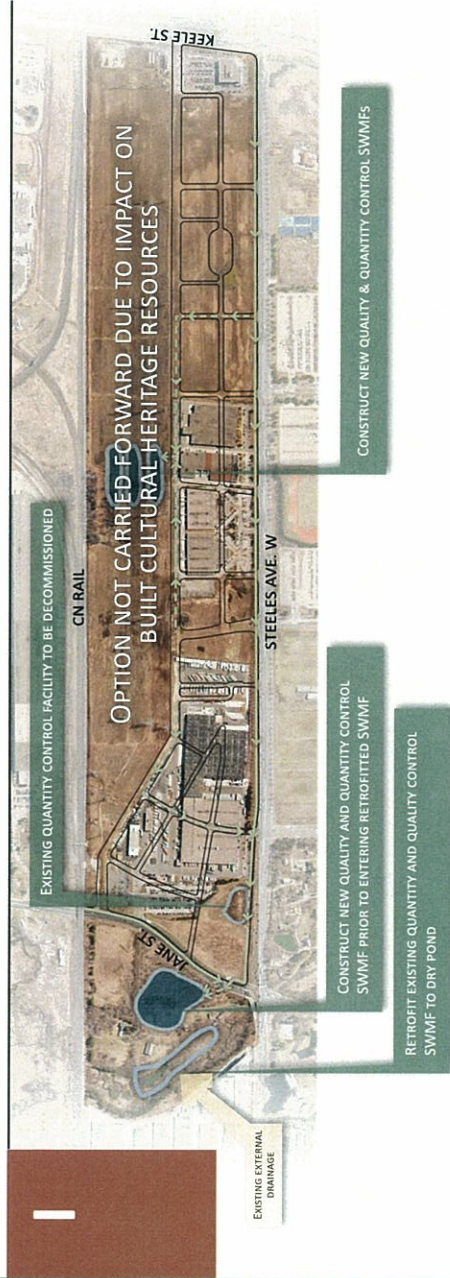 I
EXISTING QUANTITY CONTROL FACILITY TO BE DECOMMISSIONED
CN RAIL
KEELE ST.
OPTION NOT CARRIED FORWARD DUE TO IMPACT ON
BUILT CULTURAL HERITAGE RESOURCES
JANE ST.
STEELES AVE. W
EXISTING EXTERNAL
DRAINAGE
CONSTRUCT NEW QUALITY AND QUANTITY CONTROL
SWMF PRIOR TO ENTERING RETROFITTED SWMF
CONSTRUCT NEW QUALITY & QUANTITY CONTROL SWMFS
RETROFIT EXISTING QUANTITY AND QUALITY CONTROL
SWMF TO DRY POND